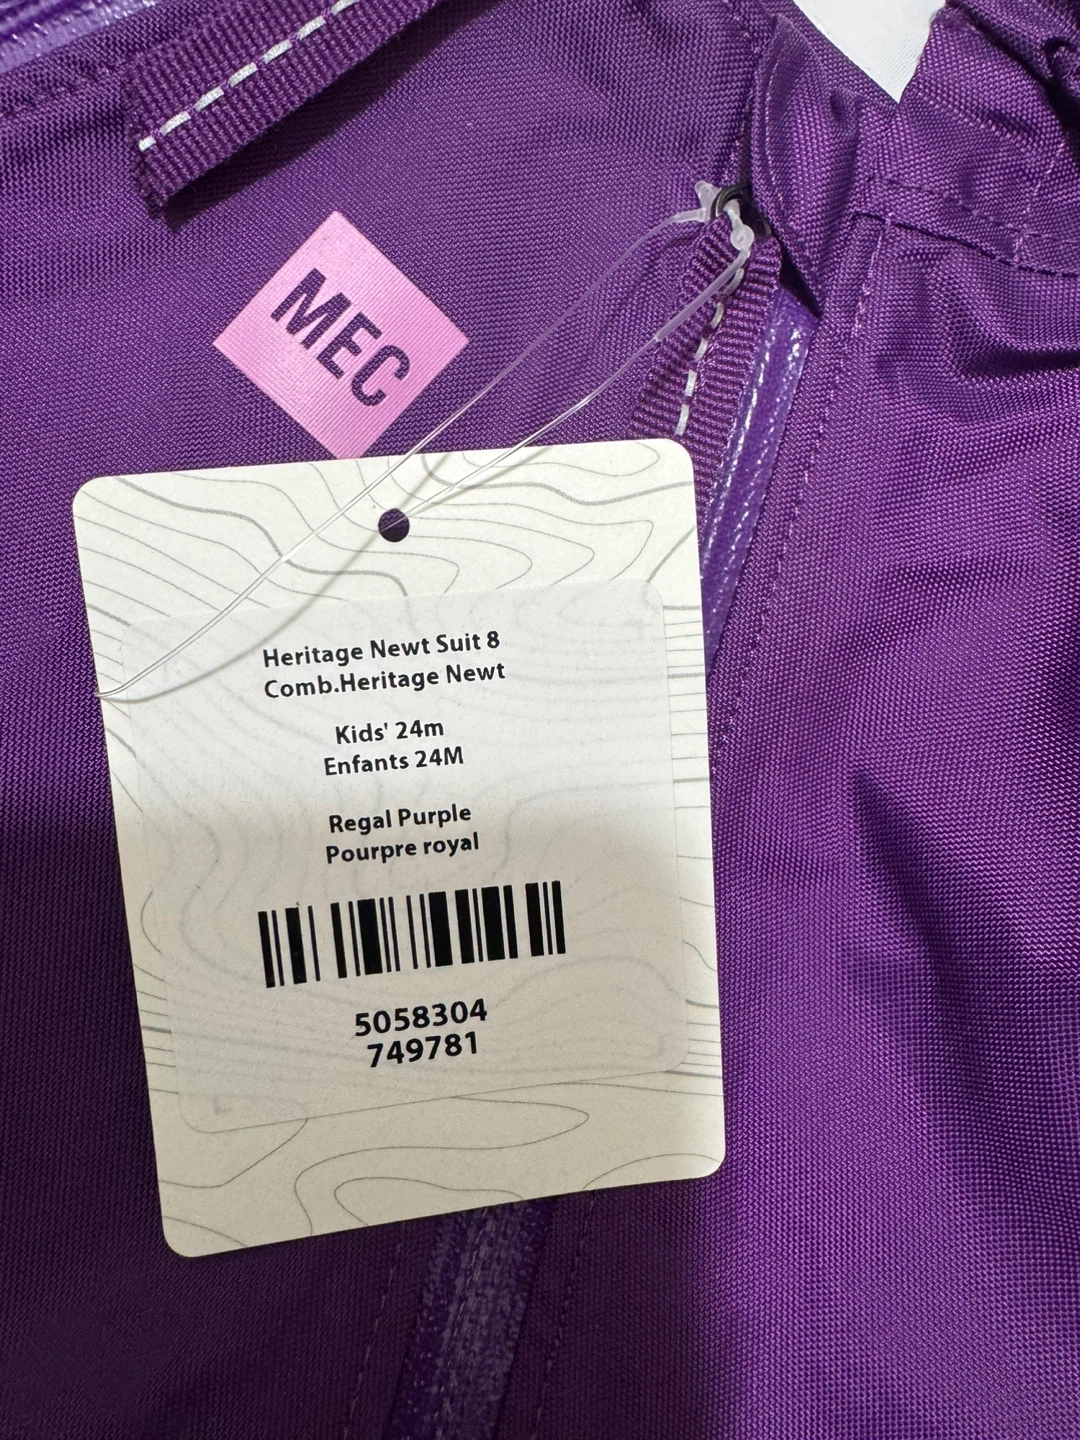 MEC
Heritage Newt Suit 8
Comb.Heritage Newt
Kids' 24m
Enfants 24M
Regal Purple
Pourpre royal
5058304
749781